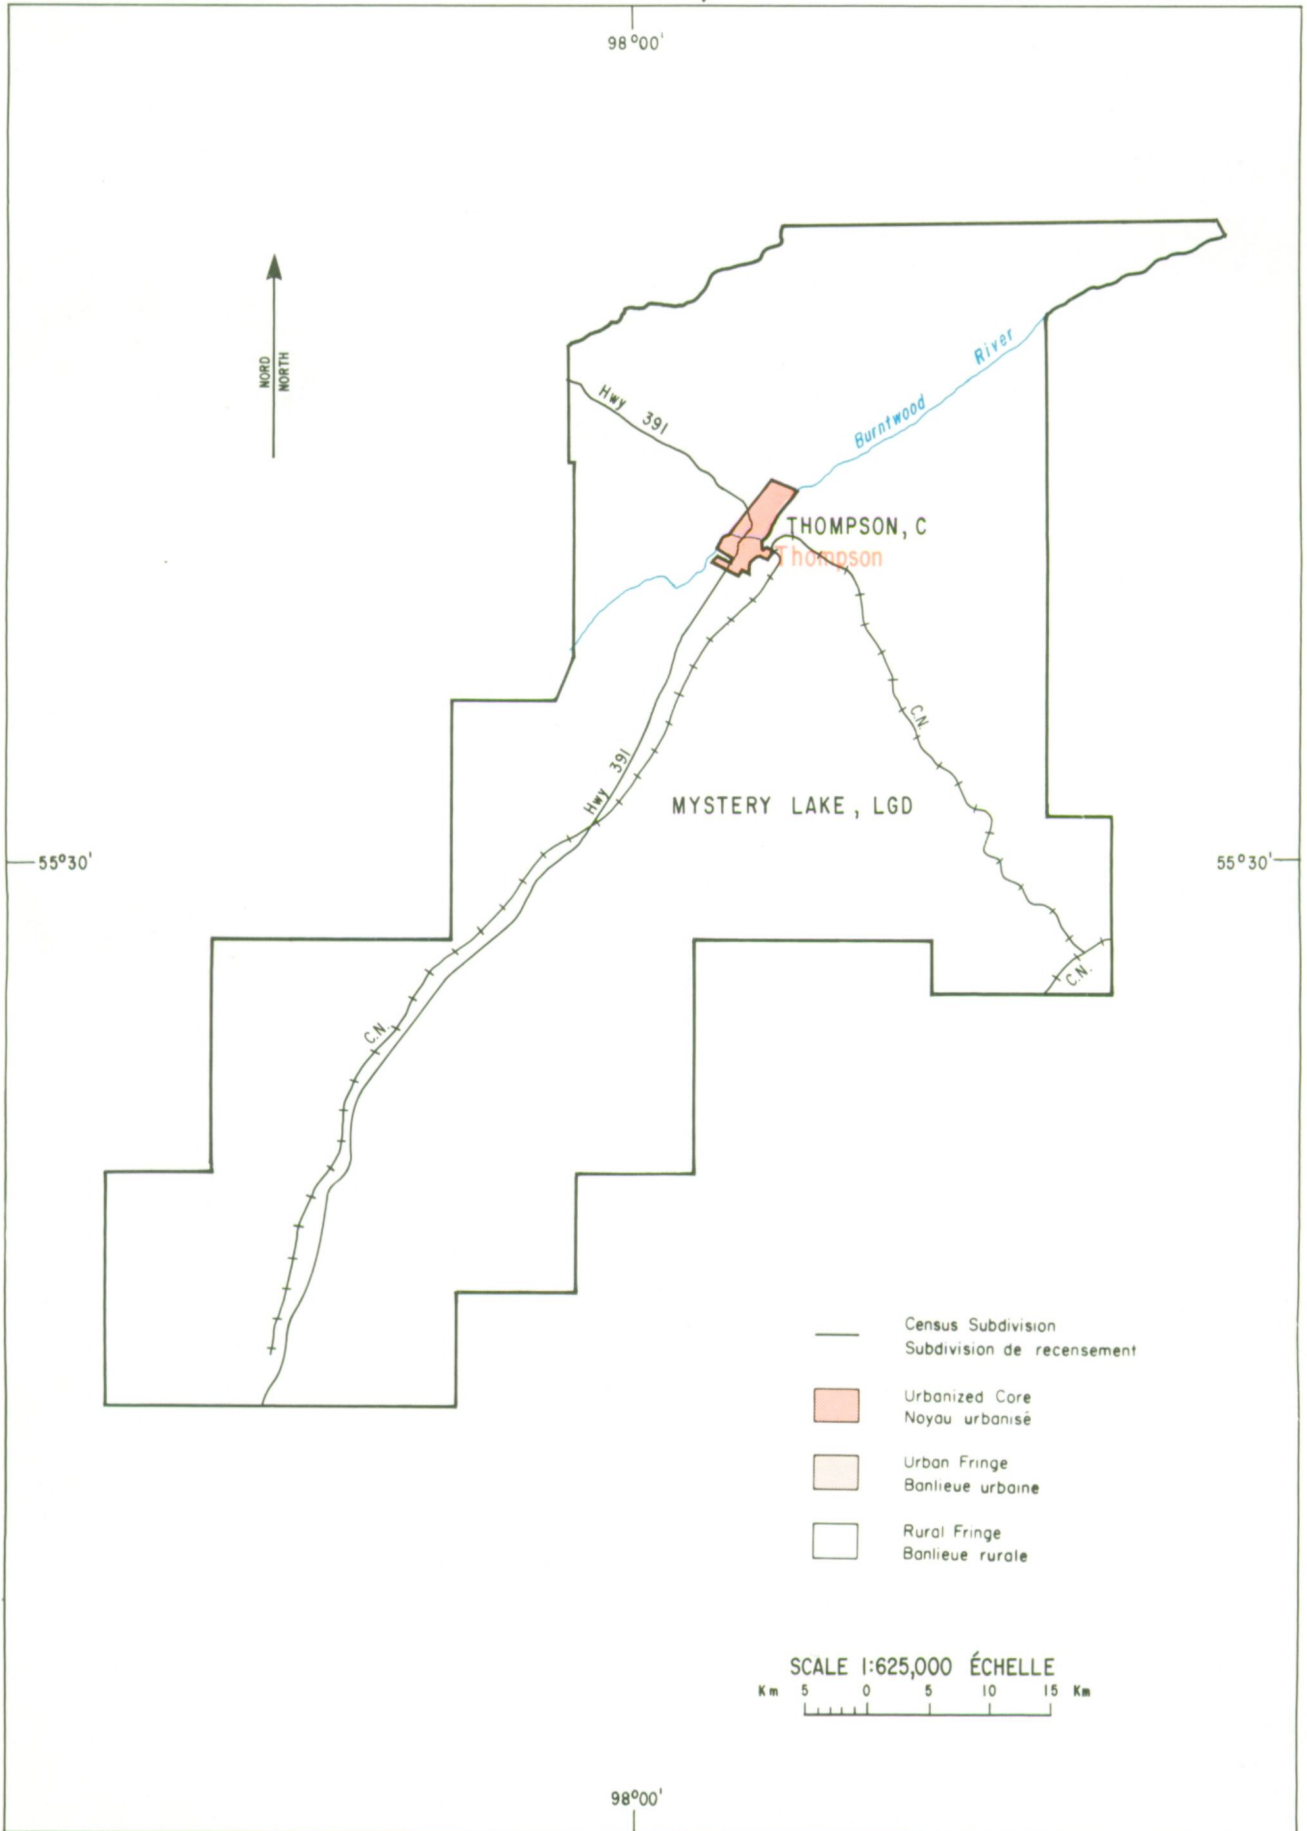 98°00'
NORD
NORTH
Hwy 391
Burntwood River
THOMPSON, C
Thompson
C.N.
Hwy 391
MYSTERY LAKE, LGD
55°30'
55°30'
C.N.
C.N.
Census Subdivision
Subdivision de recensement
Urbanized Core
Noyau urbanisé
Urban Fringe
Banlieue urbaine
Rural Fringe
Banlieue rurale
SCALE 1:625,000 ÉCHELLE
Km 5 0 5 10 15 Km
98°00'